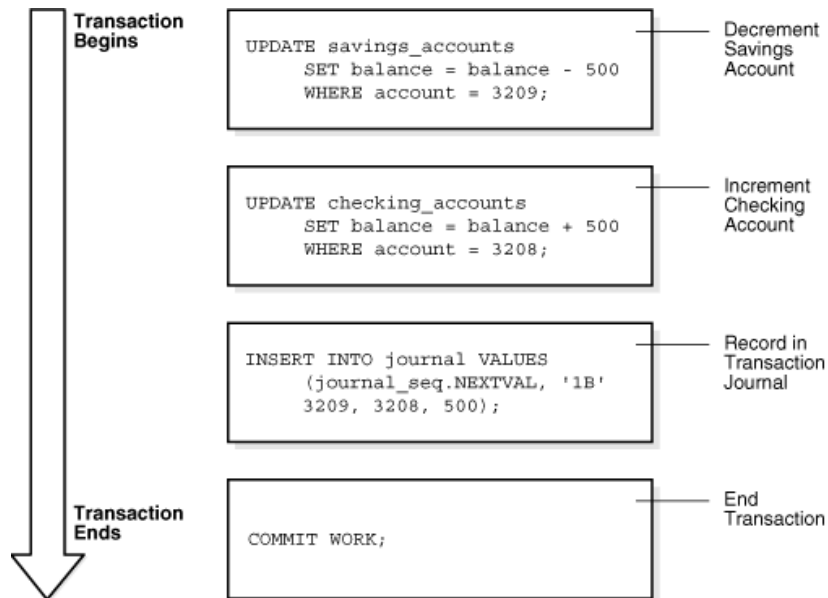 Transaction
Begins
UPDATE savings_accounts
SET balance = balance - 500
WHERE account = 3209;
Decrement
Savings
Account
UPDATE checking_accounts
SET balance = balance + 500
WHERE account = 3208;
Increment
Checking
Account
INSERT INTO journal VALUES
(journal_seq.NEXTVAL, '1B'
3209, 3208, 500);
Record in
Transaction
Journal
Transaction
Ends
COMMIT WORK;
End
Transaction